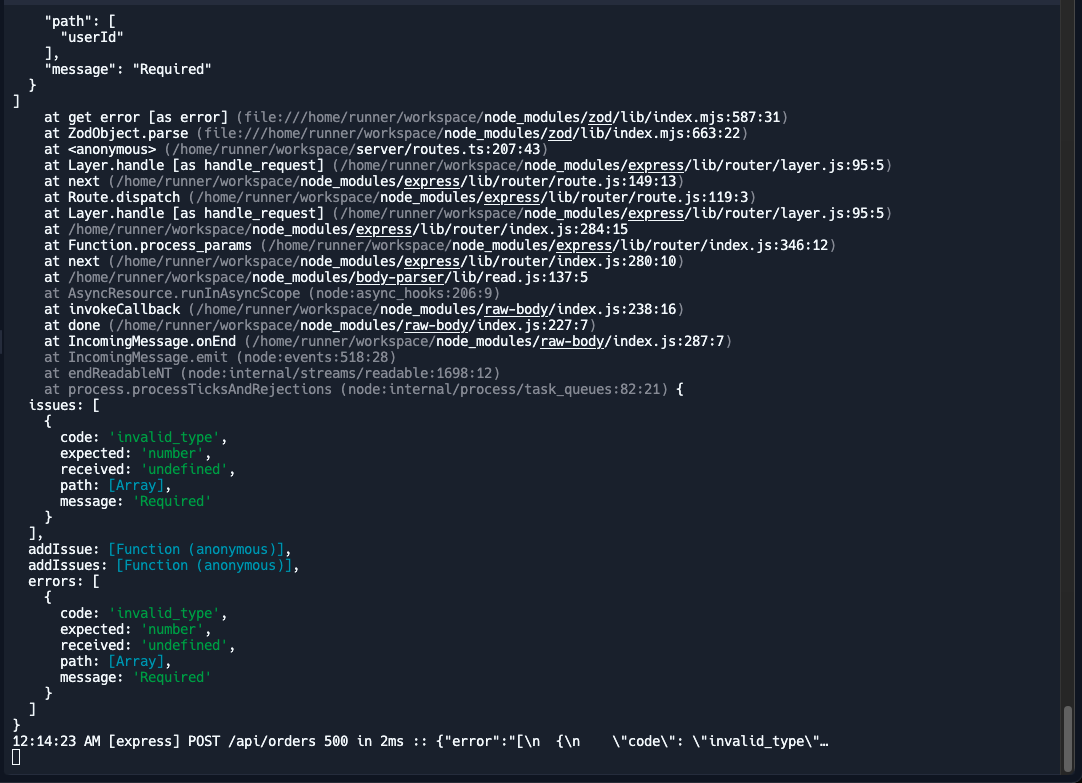 "path": [
"userId"
],
"message": "Required"
}
]
at get error [as error] (file:///home/runner/workspace/node_modules/zod/lib/index.mjs:587:31)
at ZodObject.parse (file:///home/runner/workspace/node_modules/zod/lib/index.mjs:663:22)
at <anonymous> (/home/runner/workspace/server/routes.ts:207:43)
at Layer.handle [as handle_request] (/home/runner/workspace/node_modules/express/lib/router/layer.js:95:5)
at next (/home/runner/workspace/node_modules/express/lib/router/route.js:149:13)
at Route.dispatch (/home/runner/workspace/node_modules/express/lib/router/route.js:119:3)
at Layer.handle [as handle_request] (/home/runner/workspace/node_modules/express/lib/router/layer.js:95:5)
at /home/runner/workspace/node_modules/express/lib/router/index.js:284:15
at Function.process_params (/home/runner/workspace/node_modules/express/lib/router/index.js:346:12)
at next (/home/runner/workspace/node_modules/express/lib/router/index.js:280:10)
at /home/runner/workspace/node_modules/body-parser/lib/read.js:137:5
at AsyncResource.runInAsyncScope (node:async_hooks:206:9)
at invokeCallback (/home/runner/workspace/node_modules/raw-body/index.js:238:16)
at done (/home/runner/workspace/node_modules/raw-body/index.js:227:7)
at IncomingMessage.onEnd (/home/runner/workspace/node_modules/raw-body/index.js:287:7)
at IncomingMessage.emit (node:events:518:28)
at endReadableNT (node:internal/streams/readable:1698:12)
at process.processTicksAndRejections (node:internal/process/task_queues:82:21) {
issues: [
{
code: 'invalid_type',
expected: 'number',
received: 'undefined',
path: [Array],
message: 'Required'
}
],
addIssue: [Function (anonymous)],
addIssues: [Function (anonymous)],
errors: [
{
code: 'invalid_type',
expected: 'number',
received: 'undefined',
path: [Array],
message: 'Required'
}
]
}
12:14:23 AM [express] POST /api/orders 500 in 2ms :: {"error":"[\n  {\n    \"code\": \"invalid_type\"…